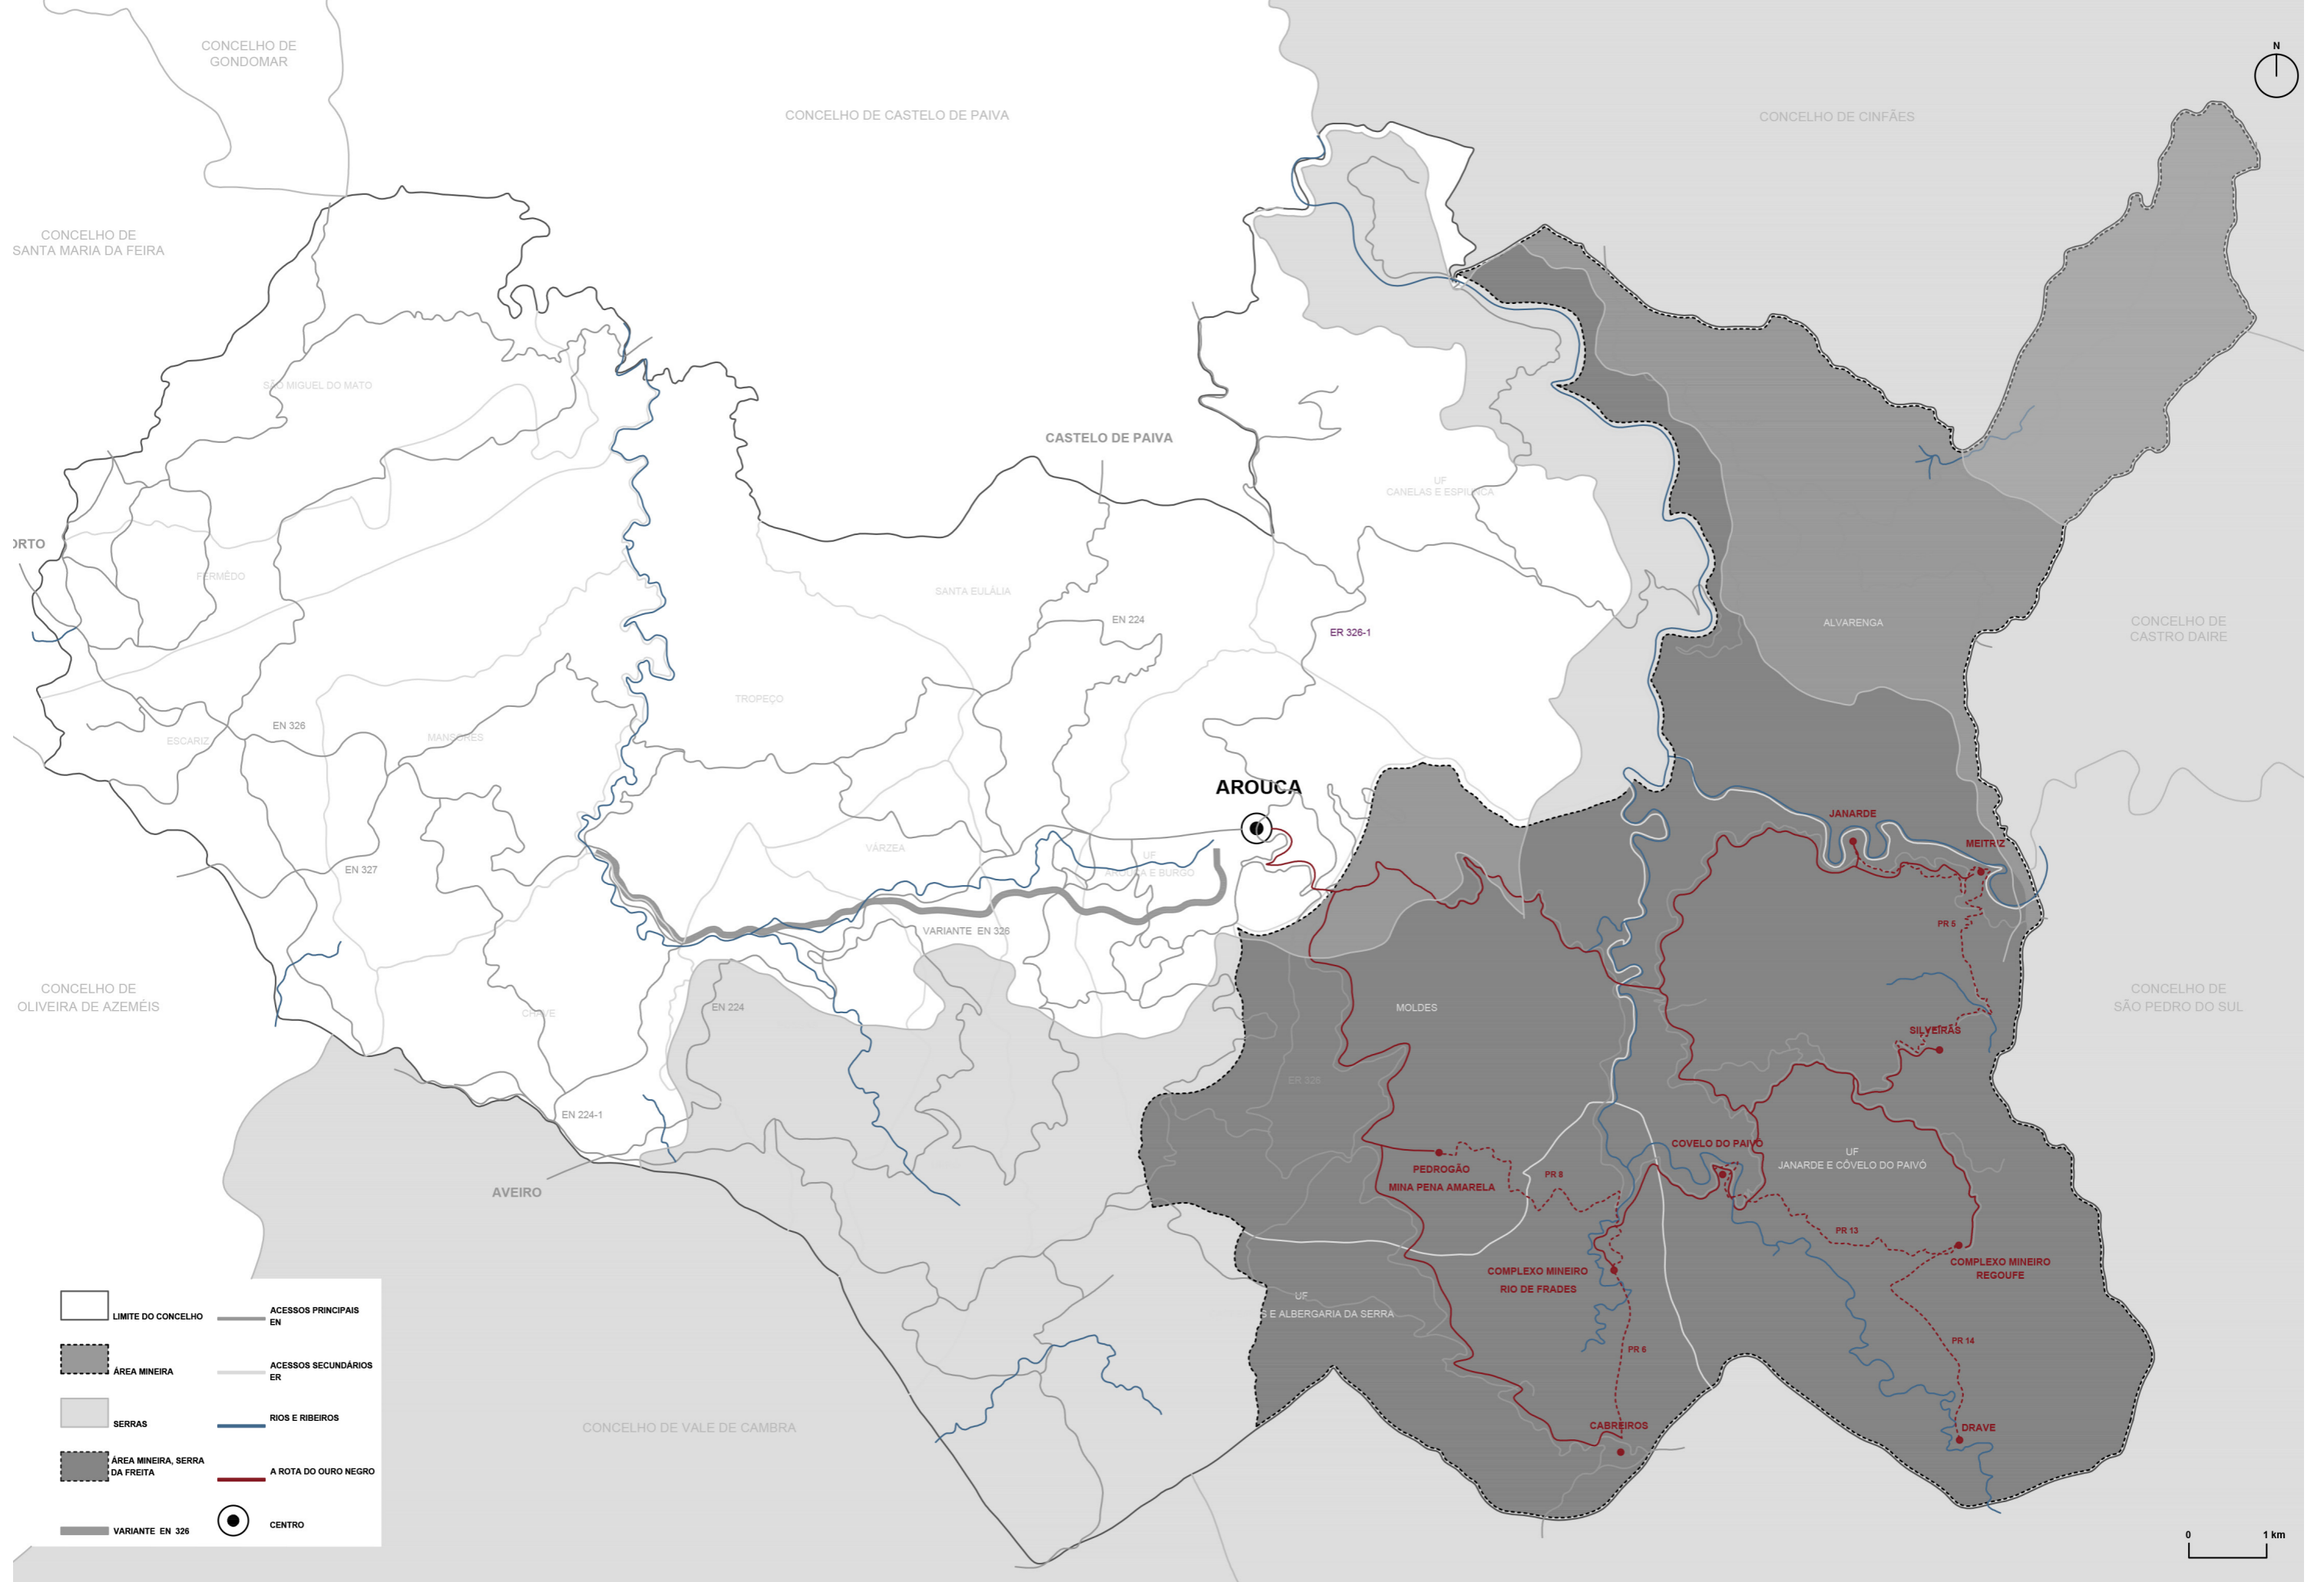 CONCELHO DE
GONDOMAR
N
CONCELHO DE CASTELO DE PAIVA
CONCELHO DE CINFÃES
CONCELHO DE
SANTA MARIA DA FEIRA
SÃO MIGUEL DO MATO
CASTELO DE PAIVA
UF
CANELAS E ESPIUNCA
ORTO
FERMÊDO
SANTA EULÁLIA
EN 224
ER 326-1
ALVARENGA
CONCELHO DE
CASTRO DAIRE
TROPEÇO
EN 326
ESCARIZ
MANSORES
AROUCA
JANARDE
MEITRIZ
VÁRZEA
UF
AROUCA E BURGO
EN 327
PR 5
VARIANTE EN 326
CONCELHO DE
OLIVEIRA DE AZEMÉIS
EN 224
CHAVE
MOLDES
CONCELHO DE
SÃO PEDRO DO SUL
SILVEIRAS
ER 326
EN 224-1
COVELO DO PAIVÓ
UF
JANARDE E CÔVELO DO PAIVÓ
PEDROGÃO
MINA PENA AMARELA
PR 8
AVEIRO
PR 13
COMPLEXO MINEIRO
RIO DE FRADES
COMPLEXO MINEIRO
REGOUFE
UF
S E ALBERGARIA DA SERRA
PR 14
PR 6
CABREIROS
DRAVE
CONCELHO DE VALE DE CAMBRA
LIMITE DO CONCELHO
ACESSOS PRINCIPAIS
EN
ÁREA MINEIRA
ACESSOS SECUNDÁRIOS
ER
SERRAS
RIOS E RIBEIROS
ÁREA MINEIRA, SERRA
DA FREITA
A ROTA DO OURO NEGRO
VARIANTE EN 326
CENTRO
0 1 km